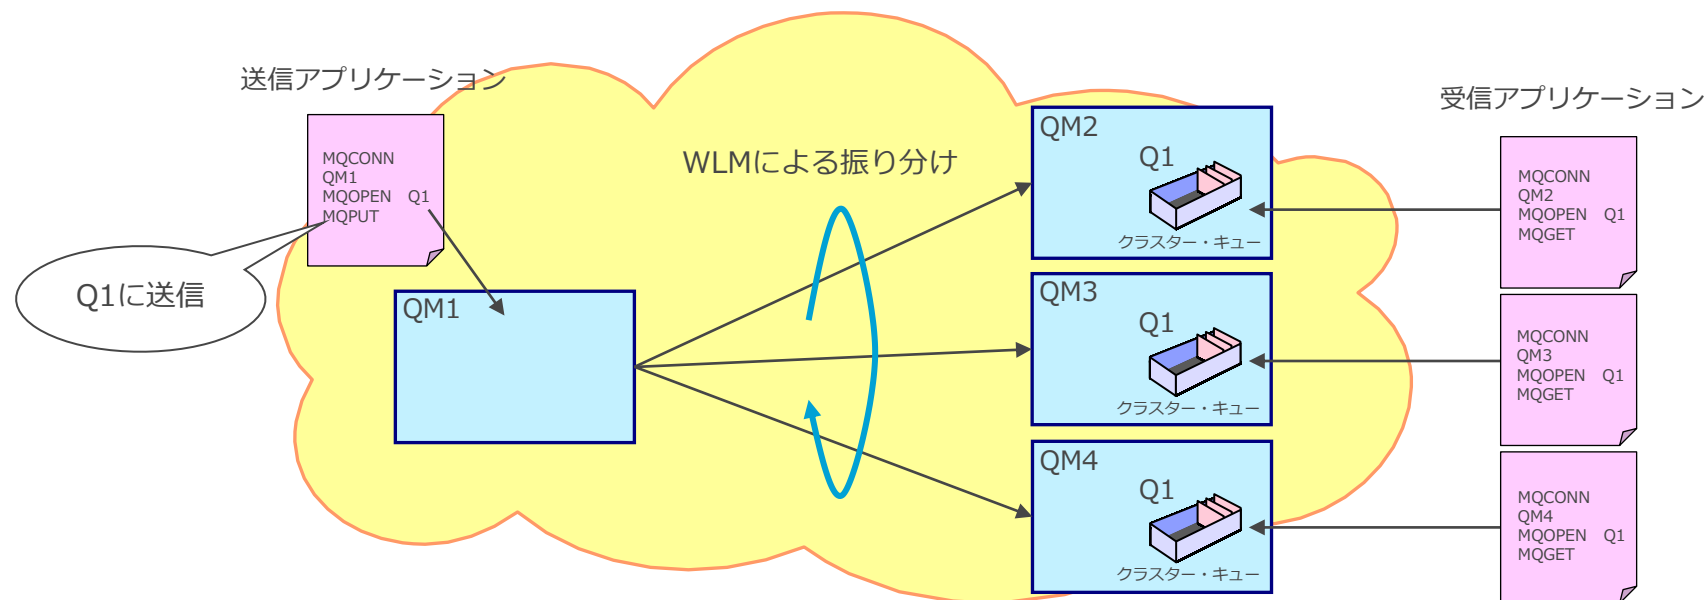 送信アプリケーション
MQCONN
QM1
MQOPEN Q1
MQPUT
Q1に送信
QM1
WLMによる振り分け
QM2
Q1
クラスター・キュー
QM3
Q1
クラスター・キュー
QM4
Q1
クラスター・キュー
受信アプリケーション
MQCONN
QM2
MQOPEN Q1
MQGET
MQCONN
QM3
MQOPEN Q1
MQGET
MQCONN
QM4
MQOPEN Q1
MQGET